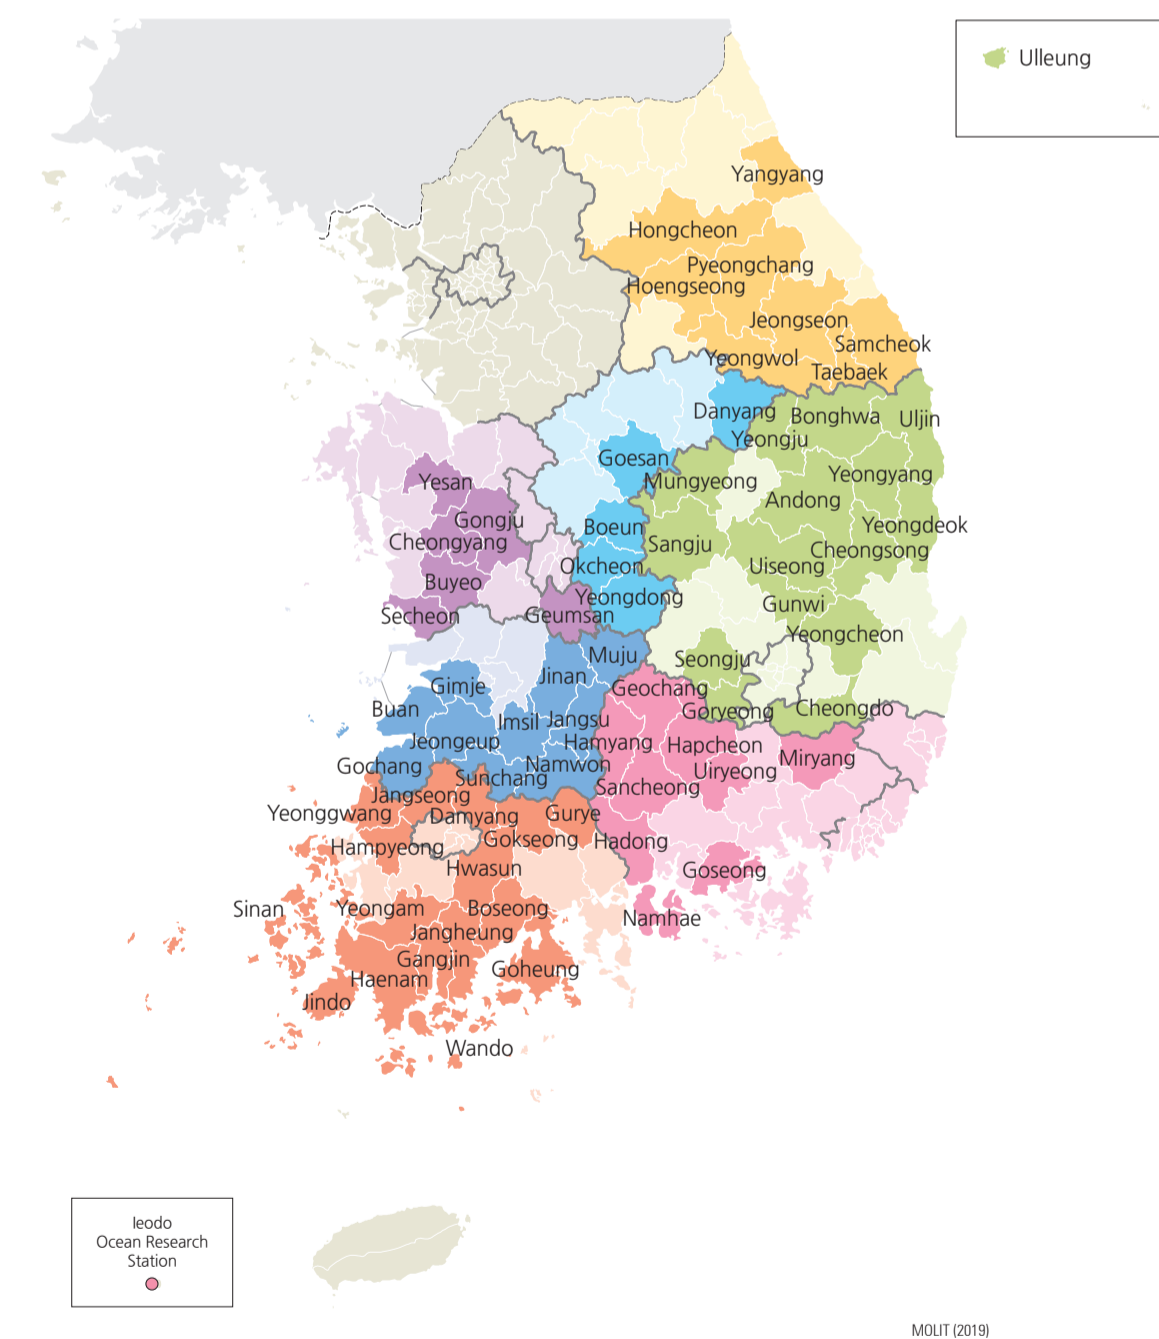 Ulleung
Yangyang
Hongcheon
Pyeongchang
Hoengseong
Jeongseon
Samcheok
Yeongwol
Taebaek
Danyang
Bonghwa
Uljin
Yeongju
Goesan
Mungyeong
Yeongyang
Yesan
Andong
Gongju
Boeun
Yeongdeok
Cheongyang
Sangju
Cheongsong
Okcheon
Uiseong
Buyeo
Yeongdong
Gunwi
Secheon
Geumsan
Yeongcheon
Muju
Seongju
Jinan
Gimje
Geochang
Buan
Goryeong
Cheongdo
Imsil
Jangsu
Jeongeup
Hamyang
Hapcheon
Miryang
Gochang
Namwon
Uiryeong
Sunchang
Sancheong
Jangseong
Yeonggwang
Damyang
Gurye
Hampyeong
Gokseong
Hadong
Hwasun
Goseong
Sinan
Yeongam
Boseong
Namhae
Jangheung
Gangjin
Goheung
Haenam
Jindo
Wando
Ieodo
Ocean Research
Station
MOLIT (2019)